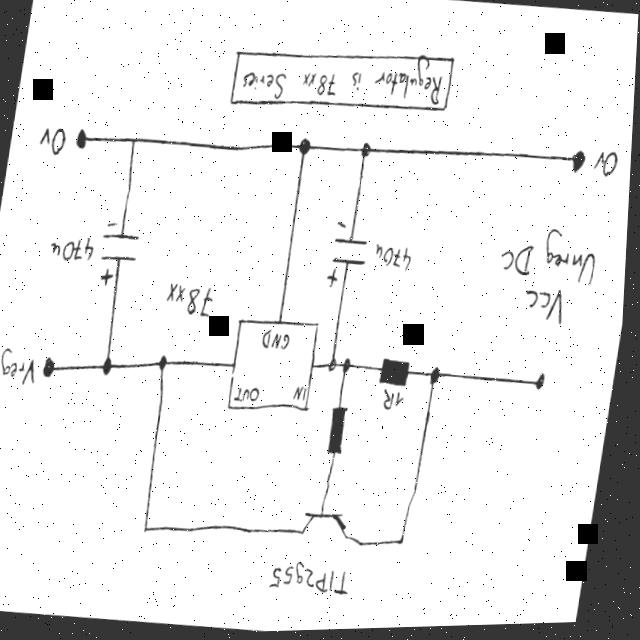 TIP2955
1R
IN OUT
Vreg
GND
VCC
Unreg DC
78xx
+
470u
-
+
470u
-
0v
0v
Regulator is 78xx Series